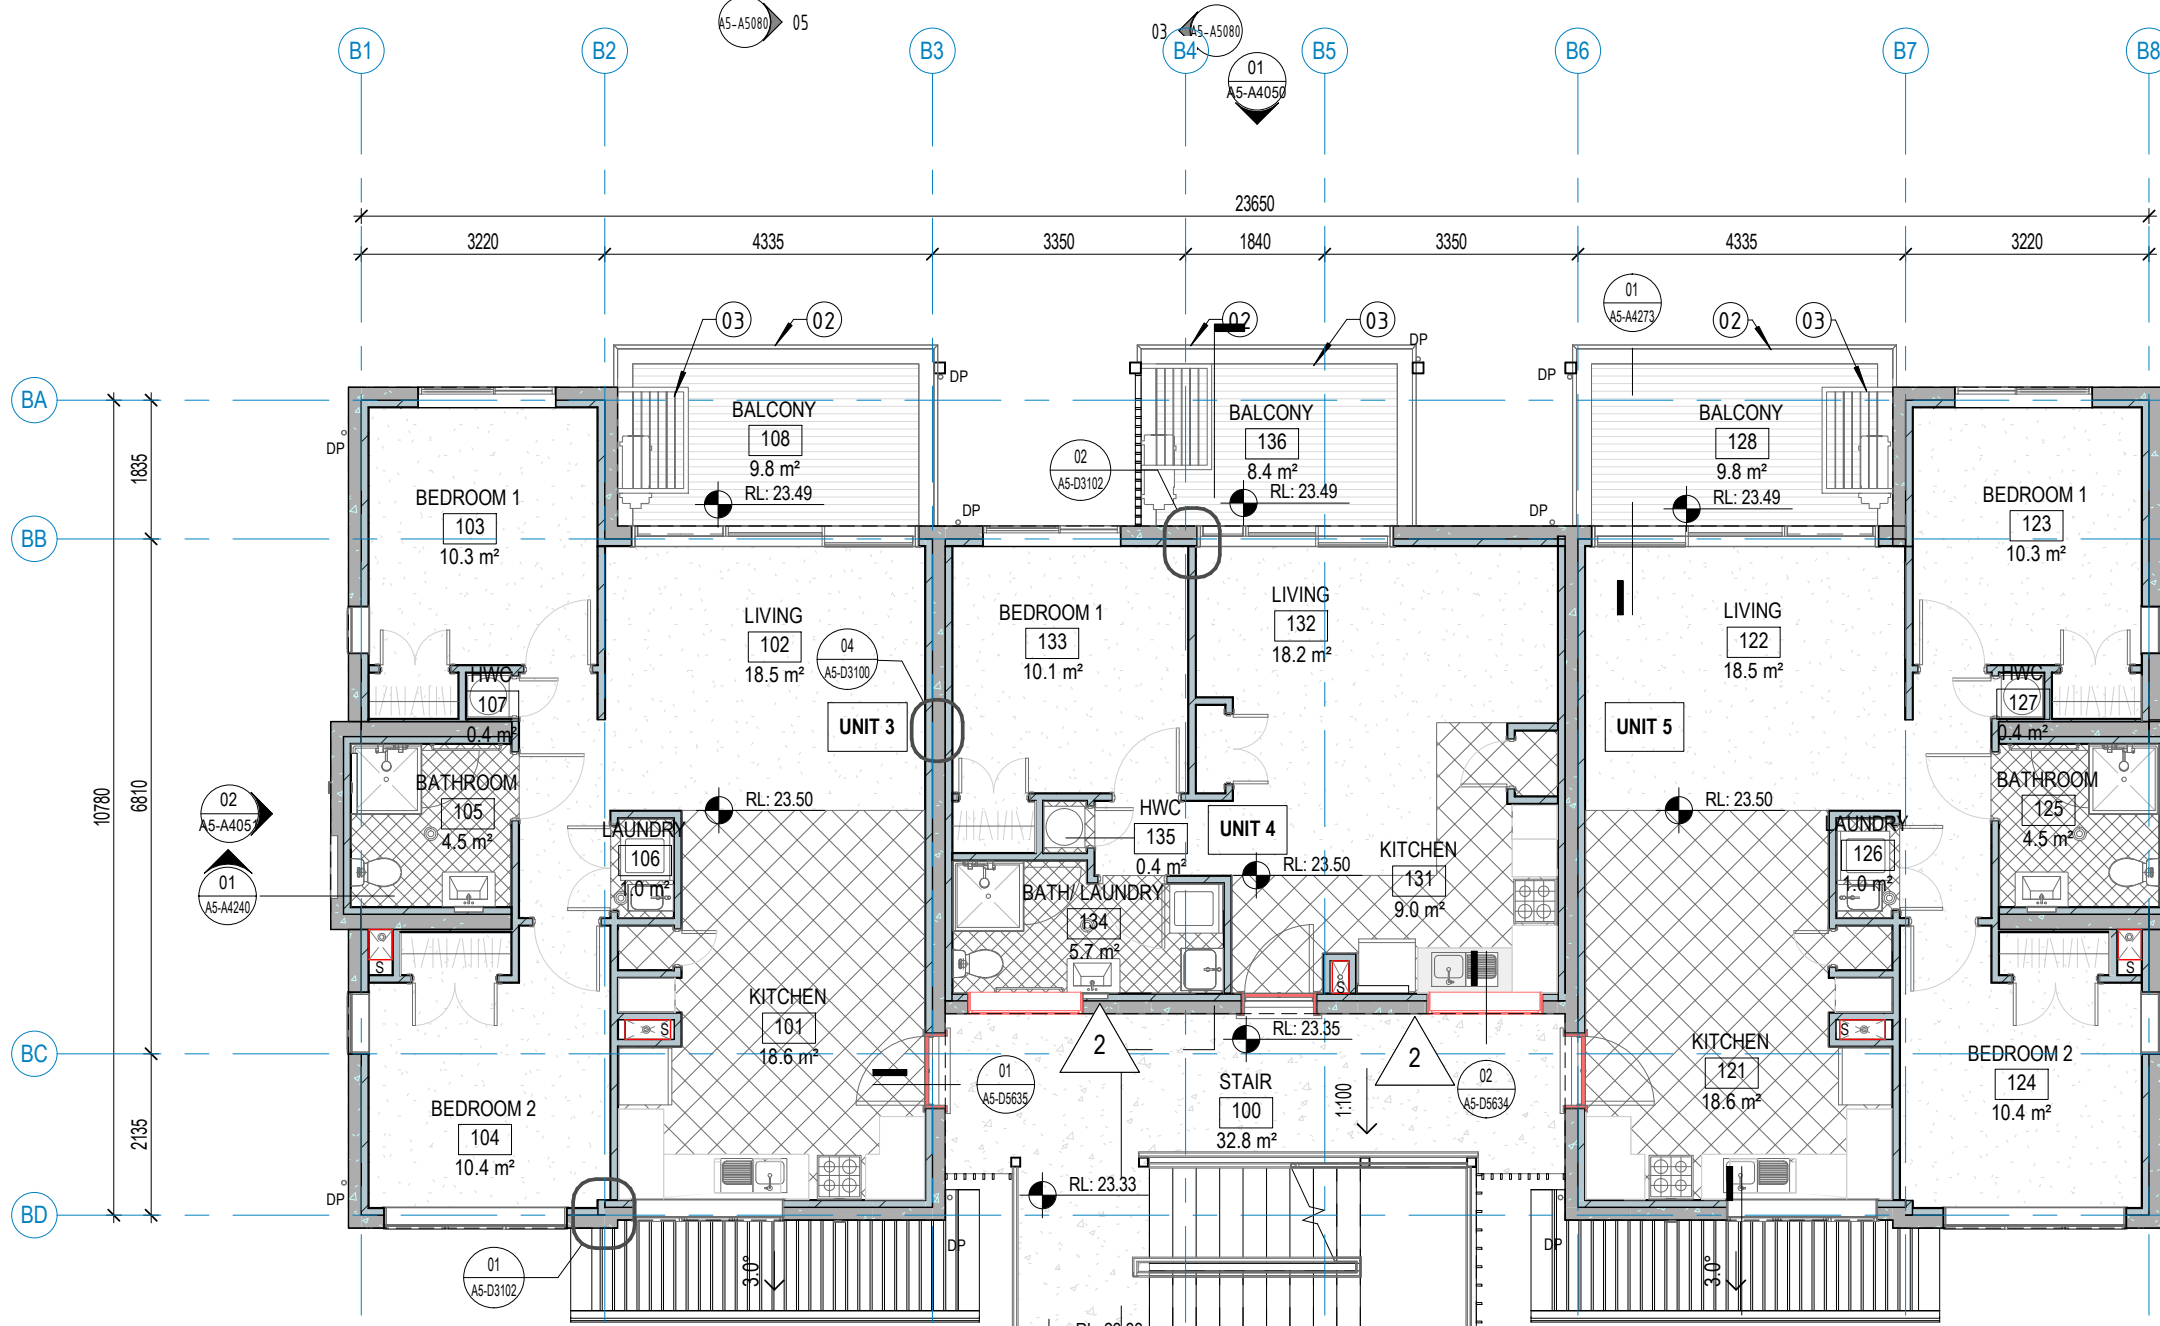 A5-A5080 05
03 A5-A5080
B1 B2 B3 B4 B5 B6 B7 B8
01
A5-A4050
23650
3220 4335 3350 1840 3350 4335 3220
01
A5-A4273
03 02 02 03 02 03
DP
DP DP
BA
BALCONY
108
9.8 m²
RL: 23.49
BALCONY
136
8.4 m²
RL: 23.49
BALCONY
128
9.8 m²
RL: 23.49
DP
1835
02
A5-D3102
BEDROOM 1
103
10.3 m²
BEDROOM 1
123
10.3 m²
DP DP
BB
LIVING
102
18.5 m²
04
A5-D3100
BEDROOM 1
133
10.1 m²
LIVING
132
18.2 m²
LIVING
122
18.5 m²
HWC
107
0.4 m²
HWC
127
0.4 m²
UNIT 3
UNIT 5
10780
6810
02
A5-A4051
01
A5-A4240
BATHROOM
105
4.5 m²
RL: 23.50
LAUNDRY
106
1.0 m²
HWC
135
0.4 m²
UNIT 4
RL: 23.50
KITCHEN
131
9.0 m²
RL: 23.50
LAUNDRY
126
1.0 m²
BATHROOM
125
4.5 m²
BATH/ LAUNDRY
134
5.7 m²
S S S
KITCHEN
101
18.6 m²
S S
2 2
RL: 23.35
BC
01
A5-D5635
STAIR
100
32.8 m²
1:100
02
A5-D5634
KITCHEN
121
18.6 m²
BEDROOM 2
124
10.4 m²
2135
BEDROOM 2
104
10.4 m²
DP
RL: 23.33
BD
DP DP
01
A5-D3102
3.0° 3.0°